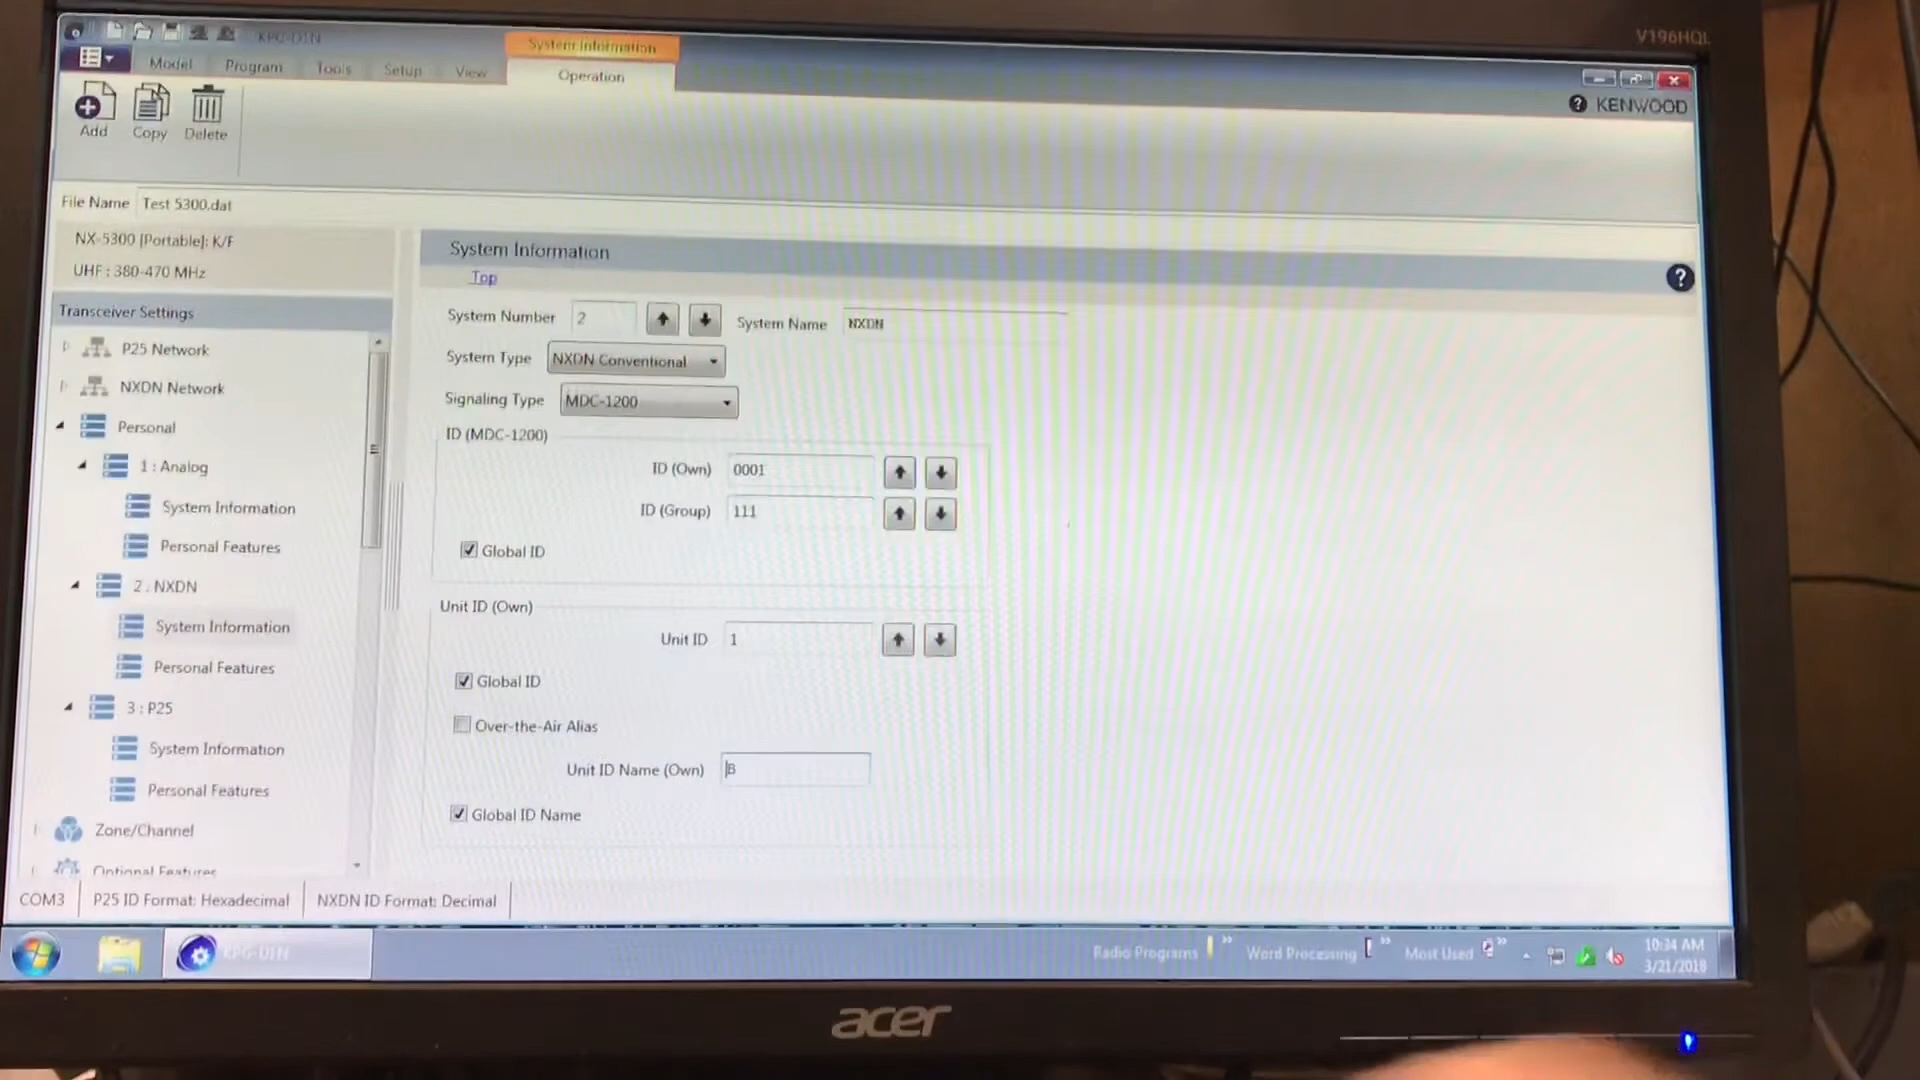 V196HQL
KPG-D1N
System Information
Model
Program
Tools
Setup
View
Operation
KENWOOD
Add
Copy
Delete
File Name Test 5300.dat
NX-5300 [Portable]: K/F
UHF : 380-470 MHz
Transceiver Settings
P25 Network
NXDN Network
Personal
1 : Analog
System Information
Personal Features
2 : NXDN
System Information
Personal Features
3 : P25
System Information
Personal Features
Zone/Channel
Optional Features
System Information
Top
System Number 2 System Name NXDN
System Type NXDN Conventional
Signaling Type MDC-1200
ID (MDC-1200)
ID (Own) 0001
ID (Group) 111
Global ID
Unit ID (Own)
Unit ID 1
Global ID
Over-the-Air Alias
Unit ID Name (Own) B
Global ID Name
COM3 P25 ID Format: Hexadecimal NXDN ID Format: Decimal
KPG-D1N
Radio Programs » Word Processing » Most Used »
10:34 AM
3/21/2018
acer